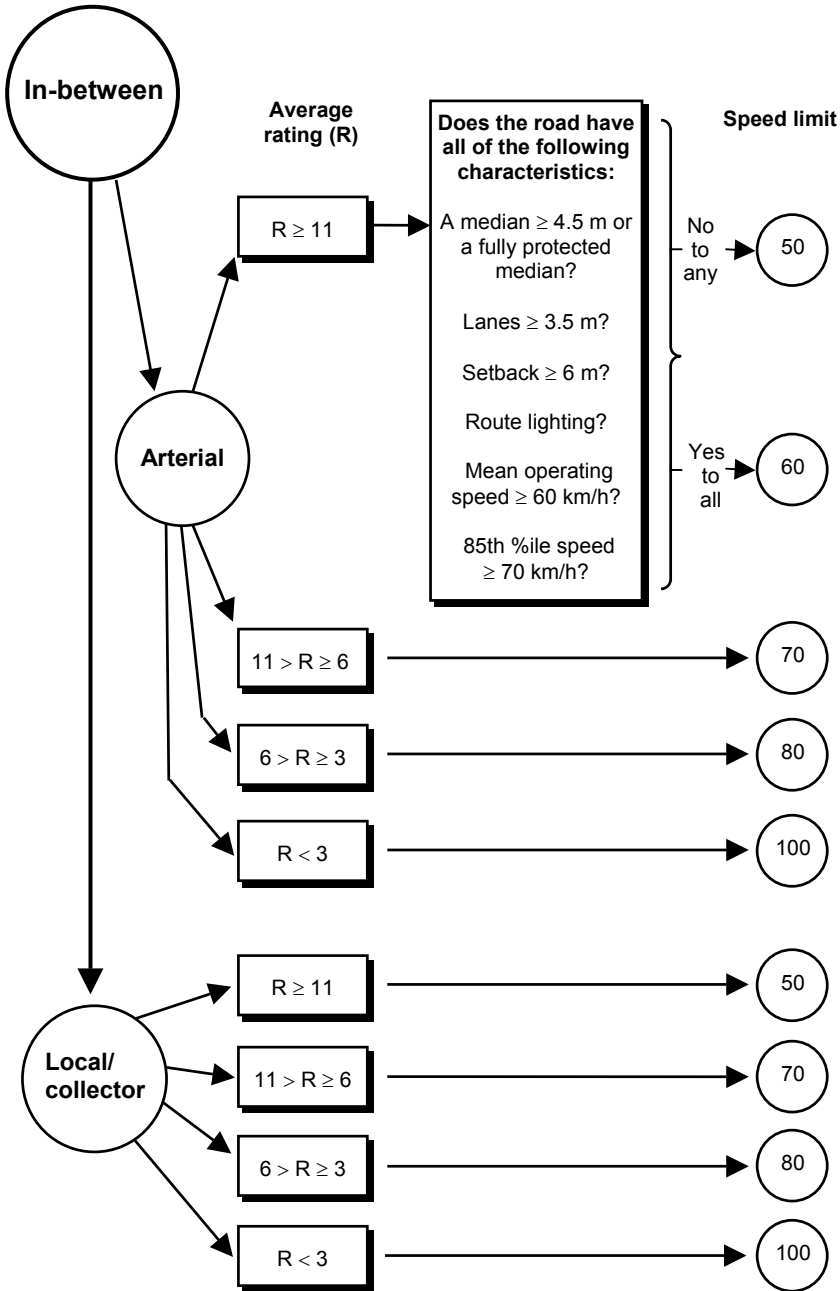 In-between
Average
rating (R)
Does the road have
all of the following
characteristics:
Speed limit
R ≥ 11
A median ≥ 4.5 m or
a fully protected
median?
No
to
any
50
Lanes ≥ 3.5 m?
Setback ≥ 6 m?
Route lighting?
Arterial
Mean operating
speed ≥ 60 km/h?
Yes
to
all
60
85th %ile speed
≥ 70 km/h?
11 > R ≥ 6
70
6 > R ≥ 3
80
R < 3
100
Local/
collector
R ≥ 11
50
11 > R ≥ 6
70
6 > R ≥ 3
80
R < 3
100